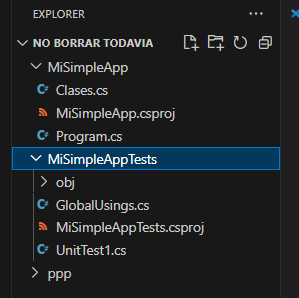 EXPLORER ...
NO BORRAR TODAVIA
MiSimpleApp
C# Clases.cs
MiSimpleApp.csproj
C# Program.cs
MiSimpleAppTests
obj
C# GlobalUsings.cs
MiSimpleAppTests.csproj
C# UnitTest1.cs
ppp